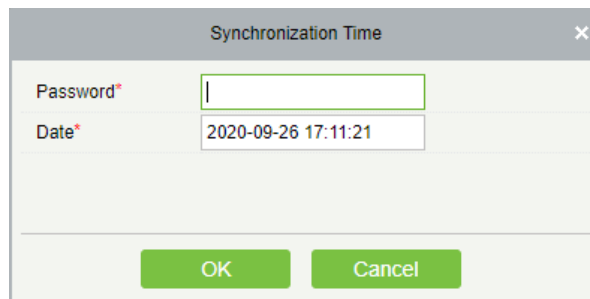 Synchronization Time ×
Password*
Date* 2020-09-26 17:11:21
OK Cancel